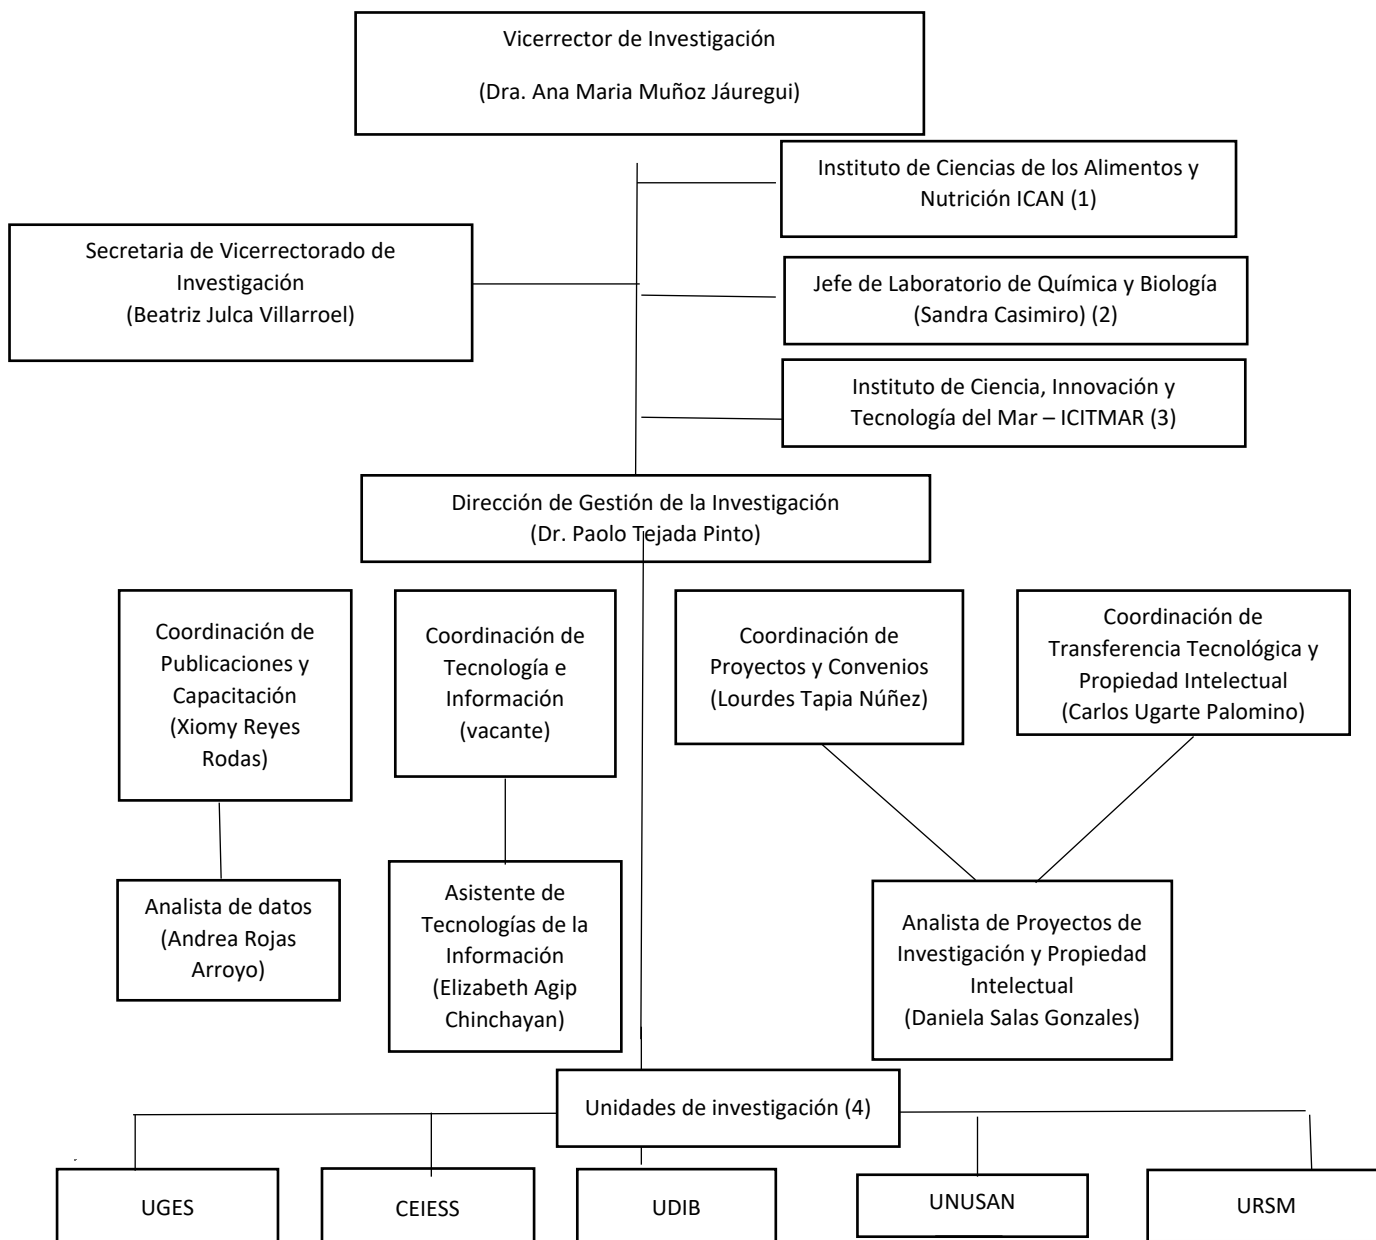 Vicerrector de Investigación
(Dra. Ana Maria Muñoz Jáuregui)
Instituto de Ciencias de los Alimentos y
Nutrición ICAN (1)
Secretaria de Vicerrectorado de
Investigación
(Beatriz Julca Villarroel)
Jefe de Laboratorio de Química y Biología
(Sandra Casimiro) (2)
Instituto de Ciencia, Innovación y
Tecnología del Mar – ICITMAR (3)
Dirección de Gestión de la Investigación
(Dr. Paolo Tejada Pinto)
Coordinación de
Publicaciones y
Capacitación
(Xiomy Reyes
Rodas)
Coordinación de
Tecnología e
Información
(vacante)
Coordinación de
Proyectos y Convenios
(Lourdes Tapia Núñez)
Coordinación de
Transferencia Tecnológica y
Propiedad Intelectual
(Carlos Ugarte Palomino)
Analista de datos
(Andrea Rojas
Arroyo)
Asistente de
Tecnologías de la
Información
(Elizabeth Agip
Chinchayan)
Analista de Proyectos de
Investigación y Propiedad
Intelectual
(Daniela Salas Gonzales)
Unidades de investigación (4)
UGES
CEIESS
UDIB
UNUSAN
URSM